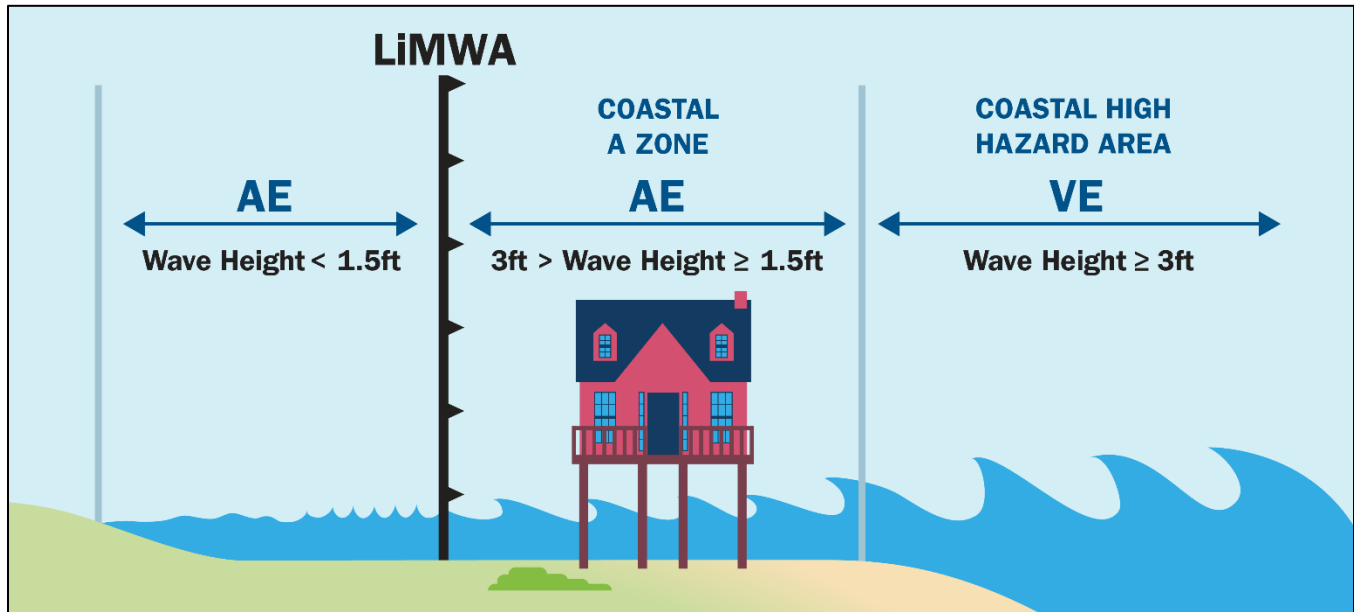 LiMWA
COASTAL
A ZONE
COASTAL HIGH
HAZARD AREA
AE
AE
VE
Wave Height < 1.5ft
3ft > Wave Height ≥ 1.5ft
Wave Height ≥ 3ft